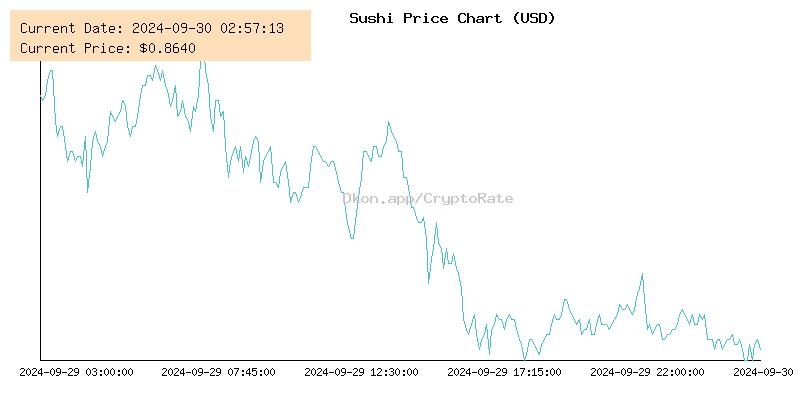 Sushi Price Chart (USD)
Current Date: 2024-09-30 02:57:13
Current Price: $0.8640
Dkon.app/CryptoRate
2024-09-29 03:00:00 2024-09-29 07:45:00 2024-09-29 12:30:00 2024-09-29 17:15:00 2024-09-29 22:00:00 2024-09-30